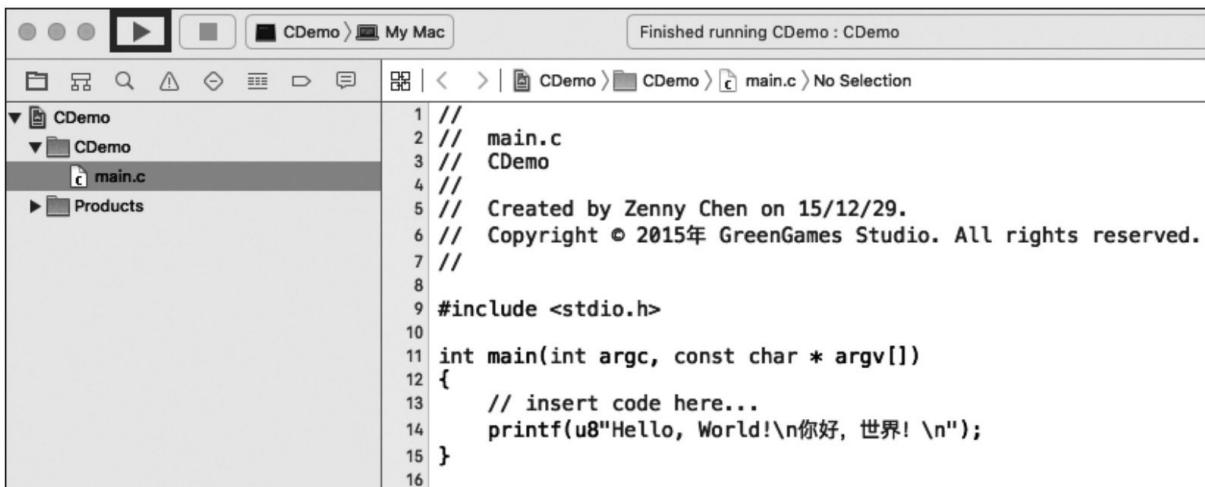 CDemo 〉 My Mac
Finished running CDemo : CDemo
CDemo 〉 CDemo 〉 c main.c 〉 No Selection
CDemo
CDemo
c main.c
Products
1 //
2 //  main.c
3 //  CDemo
4 //
5 //  Created by Zenny Chen on 15/12/29.
6 //  Copyright © 2015年 GreenGames Studio. All rights reserved.
7 //
8
9 #include <stdio.h>
10
11 int main(int argc, const char * argv[])
12 {
13     // insert code here...
14     printf(u8"Hello, World!\n你好，世界！\n");
15 }
16